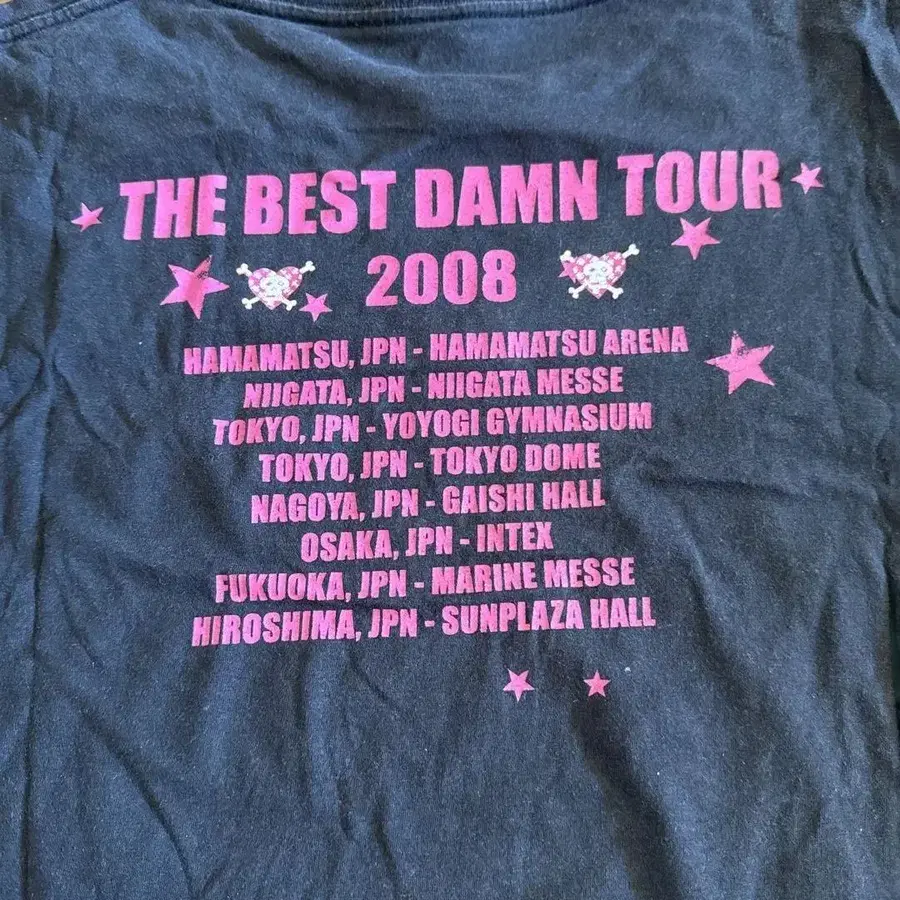 THE BEST DAMN TOUR
2008
HAMAMATSU, JPN - HAMAMATSU ARENA
NIIGATA, JPN - NIIGATA MESSE
TOKYO, JPN - YOYOGI GYMNASIUM
TOKYO, JPN - TOKYO DOME
NAGOYA, JPN - GAISHI HALL
OSAKA, JPN - INTEX
FUKUOKA, JPN - MARINE MESSE
HIROSHIMA, JPN - SUNPLAZA HALL